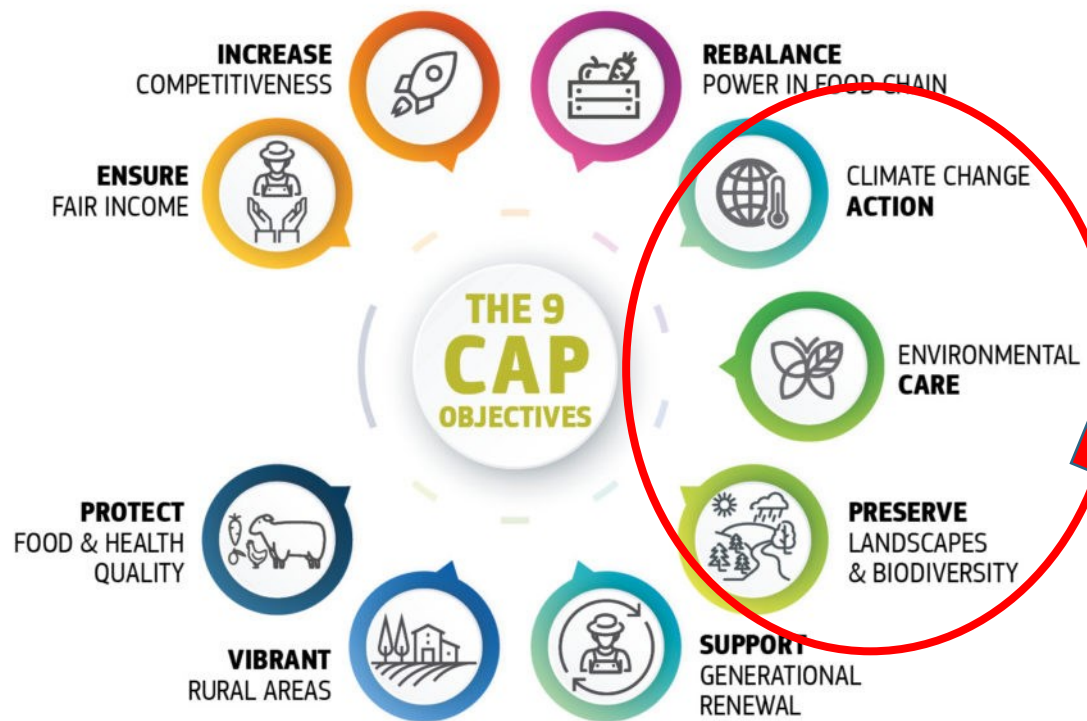 INCREASE
COMPETITIVENESS
REBALANCE
POWER IN FOOD CHAIN
ENSURE
FAIR INCOME
CLIMATE CHANGE
ACTION
THE 9
CAP
OBJECTIVES
ENVIRONMENTAL
CARE
PROTECT
FOOD & HEALTH
QUALITY
PRESERVE
LANDSCAPES
& BIODIVERSITY
VIBRANT
RURAL AREAS
SUPPORT
GENERATIONAL
RENEWAL